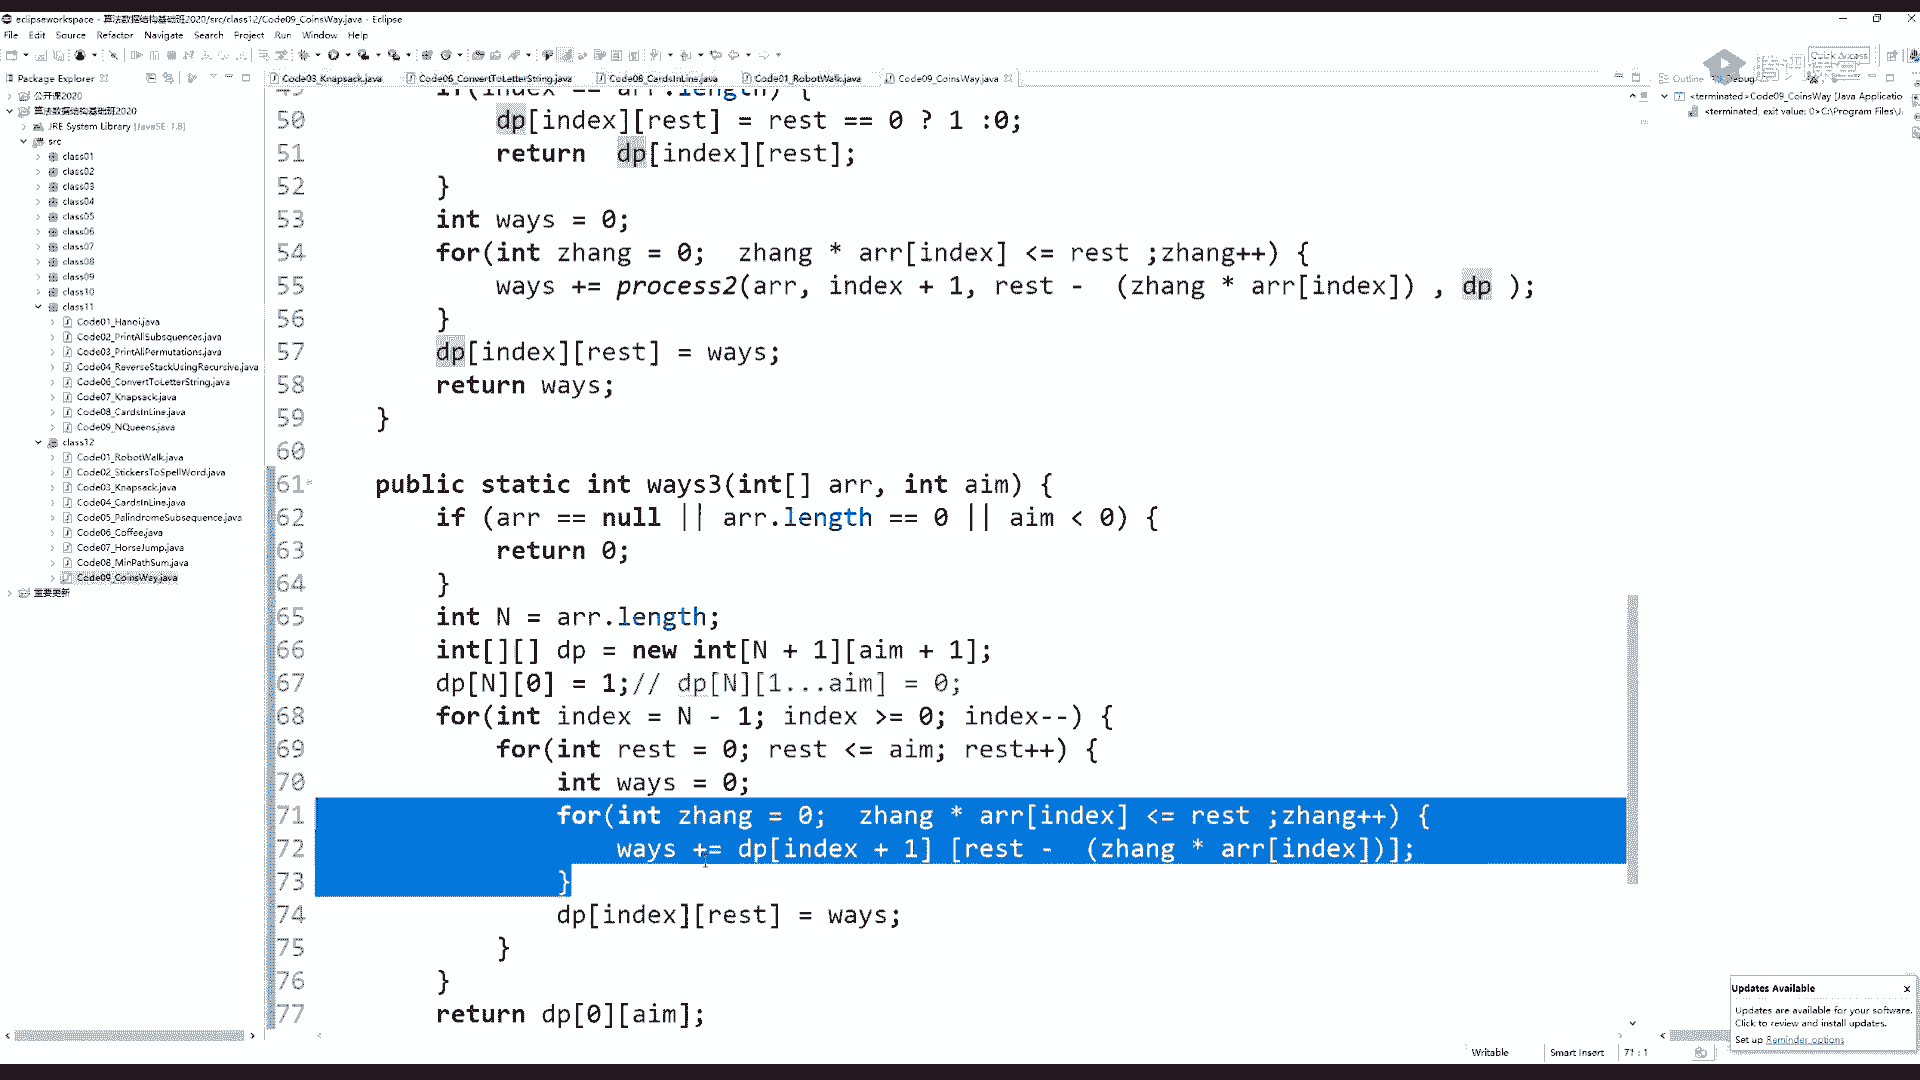 eclipseworkspace - 算法数据结构基础班2020/src/class12/Code09_CoinsWay.java - Eclipse
File Edit Source Refactor Navigate Search Project Run Window Help
Package Explorer
Code03_Knapsack.java Code06_ConvertToLetterString.java Code08_CardsInLine.java Code01_RobotWalk.java Code09_CoinsWay.java
Outline Debug
公开课2020
算法数据结构基础班2020
JRE System Library [JavaSE-1.8]
src
class01
class02
class03
class04
class05
class06
class07
class08
class09
class10
class11
Code01_Hanoi.java
Code02_PrintAllSubsquences.java
Code03_PrintAllPermutations.java
Code04_ReverseStackUsingRecursive.java
Code06_ConvertToLetterString.java
Code07_Knapsack.java
Code08_CardsInLine.java
Code09_NQueens.java
class12
Code01_RobotWalk.java
Code02_StickersToSpellWord.java
Code03_Knapsack.java
Code04_CardsInLine.java
Code05_PalindromeSubsequence.java
Code06_Coffee.java
Code07_HorseJump.java
Code08_MinPathSum.java
Code09_CoinsWay.java
重要更新
if(index == arr.length) {
50 dp[index][rest] = rest == 0 ? 1 :0;
51 return dp[index][rest];
52 }
53 int ways = 0;
54 for(int zhang = 0; zhang * arr[index] <= rest ;zhang++) {
55 ways += process2(arr, index + 1, rest - (zhang * arr[index]) , dp );
56 }
57 dp[index][rest] = ways;
58 return ways;
59 }
60
61 public static int ways3(int[] arr, int aim) {
62 if (arr == null || arr.length == 0 || aim < 0) {
63 return 0;
64 }
65 int N = arr.length;
66 int[][] dp = new int[N + 1][aim + 1];
67 dp[N][0] = 1;// dp[N][1...aim] = 0;
68 for(int index = N - 1; index >= 0; index--) {
69 for(int rest = 0; rest <= aim; rest++) {
70 int ways = 0;
71 for(int zhang = 0; zhang * arr[index] <= rest ;zhang++) {
72 ways += dp[index + 1] [rest - (zhang * arr[index])];
73 }
74 dp[index][rest] = ways;
75 }
76 }
77 return dp[0][aim];
<terminated>Code09_CoinsWay [Java Applicatio
<terminated, exit value: 0>C:\Program Files\J
Updates Available
Updates are available for your software.
Click to review and install updates.
Set up Reminder options
Writable Smart Insert 71 : 1